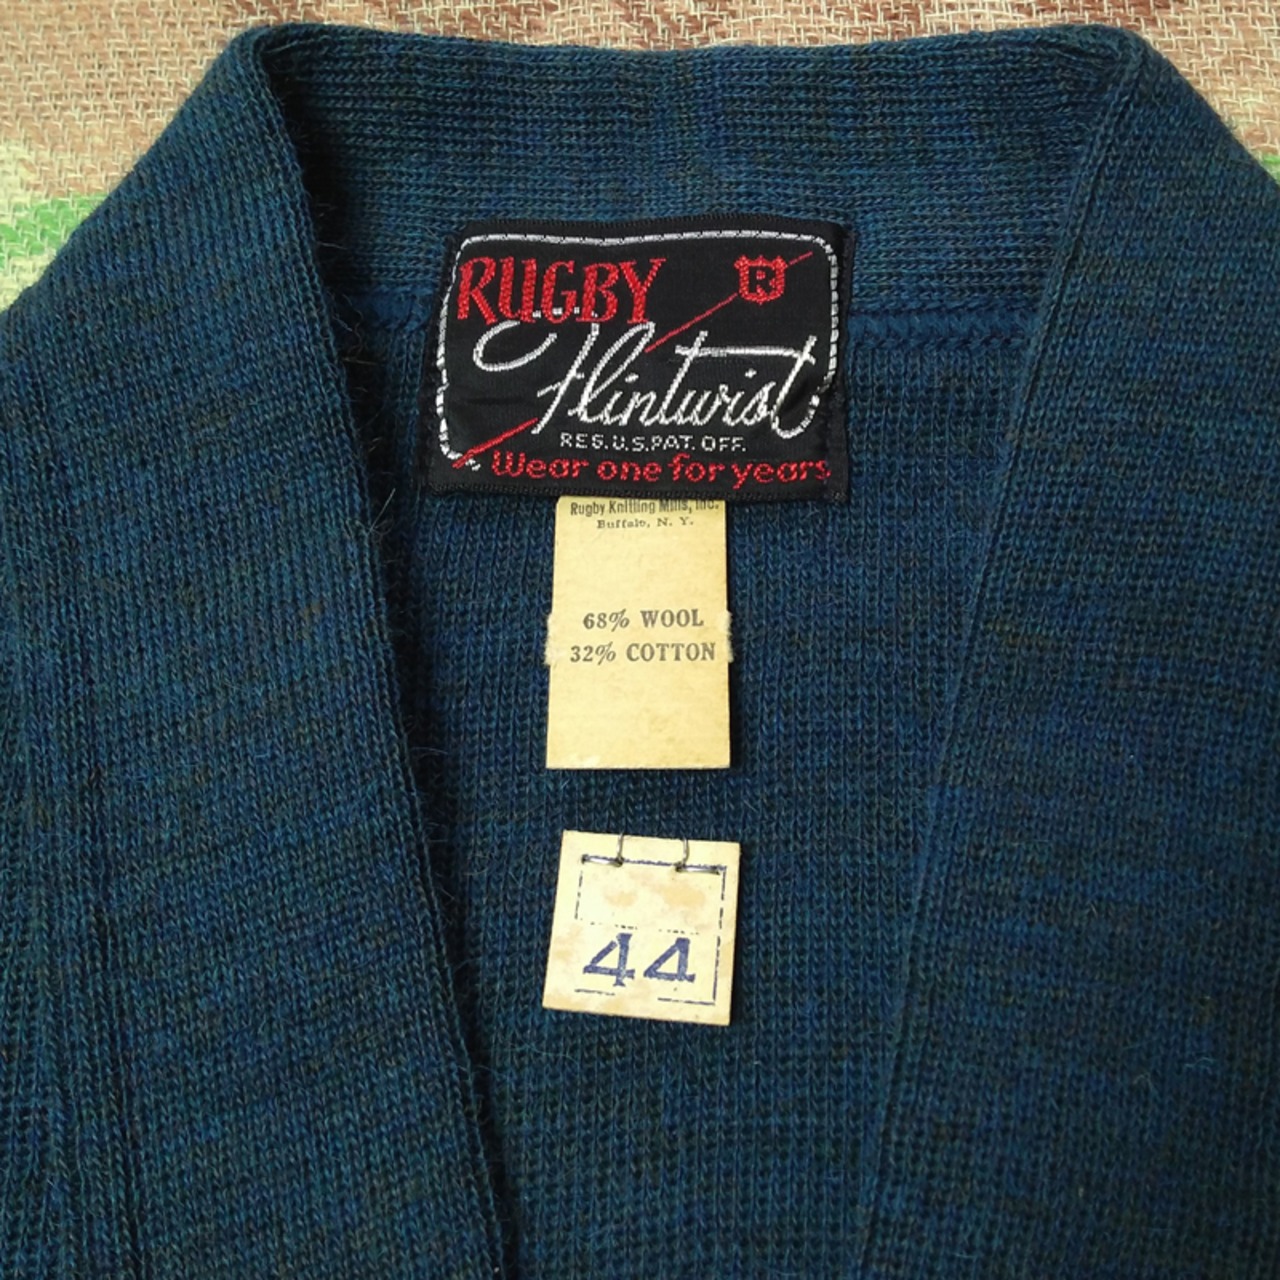 RUGBY R
Flintwist
REG. U.S. PAT. OFF.
Wear one for years
Rugby Knitting Mills, Inc.
Buffalo, N. Y.
68% WOOL
32% COTTON
44